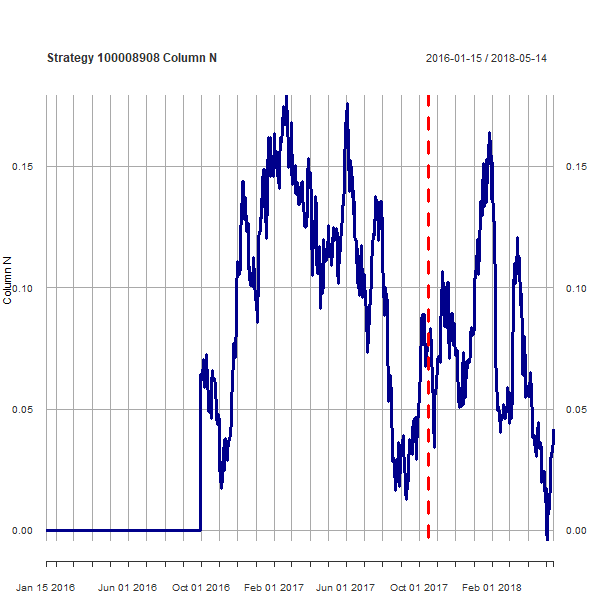 Strategy 100008908 Column N
2016-01-15 / 2018-05-14
Column N
0.15
0.10
0.05
0.00
0.15
0.10
0.05
0.00
Jan 15 2016
Jun 01 2016
Oct 01 2016
Feb 01 2017
Jun 01 2017
Oct 01 2017
Feb 01 2018